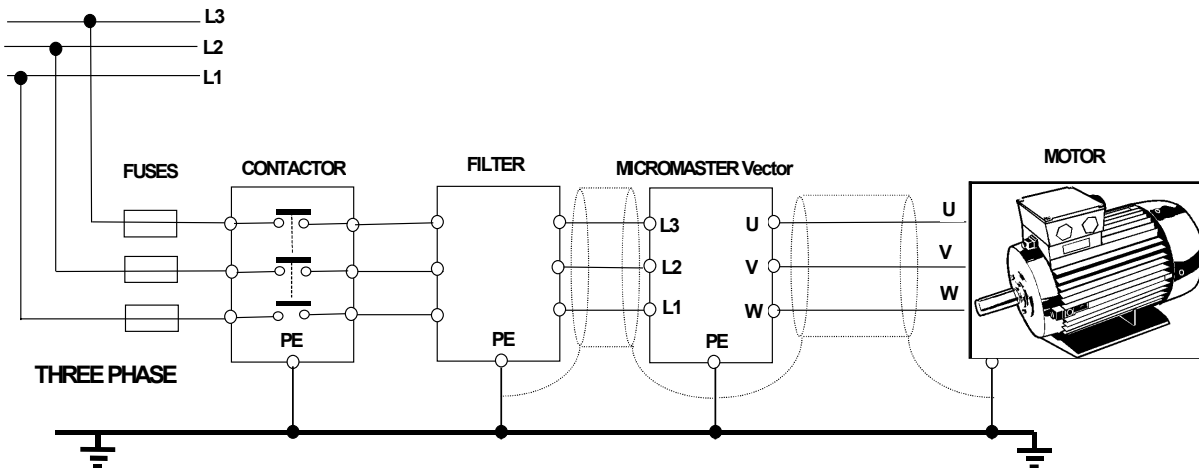 L3
L2
L1
FUSES
CONTACTOR
FILTER
MICROMASTER Vector
MOTOR
L3
U
U
L2
V
V
L1
W
W
PE
PE
PE
THREE PHASE